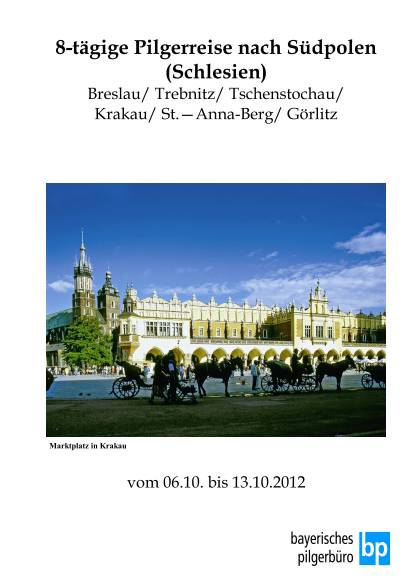 8-tägige Pilgerreise nach Südpolen
(Schlesien)
Breslau/ Trebnitz/ Tschenstochau/
Krakau/ St.—Anna-Berg/ Görlitz
Marktplatz in Krakau
vom 06.10. bis 13.10.2012
bayerisches
pilgerbüro
bp